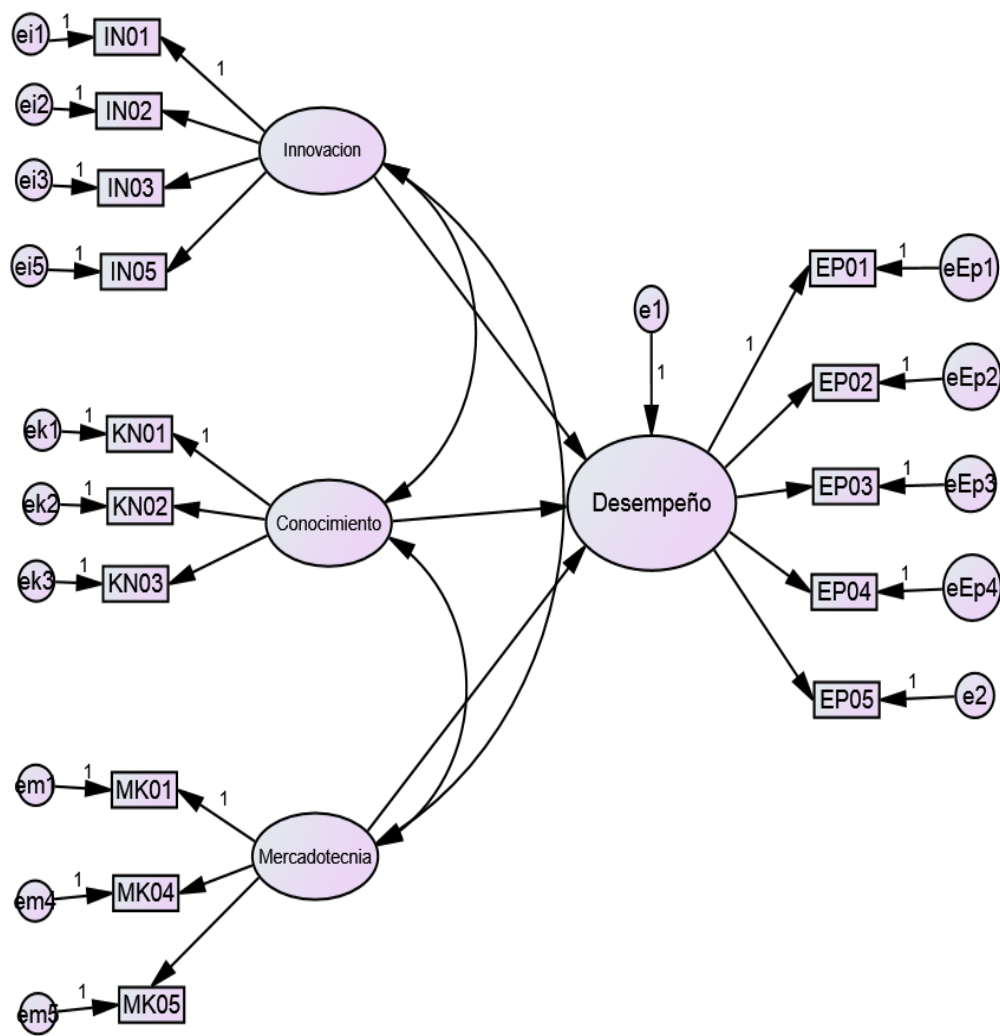 ei1
1
IN01
1
ei2
1
IN02
ei3
1
IN03
ei5
1
IN05
Innovacion
ek1
1
KN01
1
ek2
1
KN02
ek3
1
KN03
Conocimiento
em1
1
MK01
1
em4
1
MK04
em5
1
MK05
Mercadotecnia
e1
1
Desempeño
1
EP01
1
eEp1
EP02
1
eEp2
EP03
1
eEp3
EP04
1
eEp4
EP05
1
e2